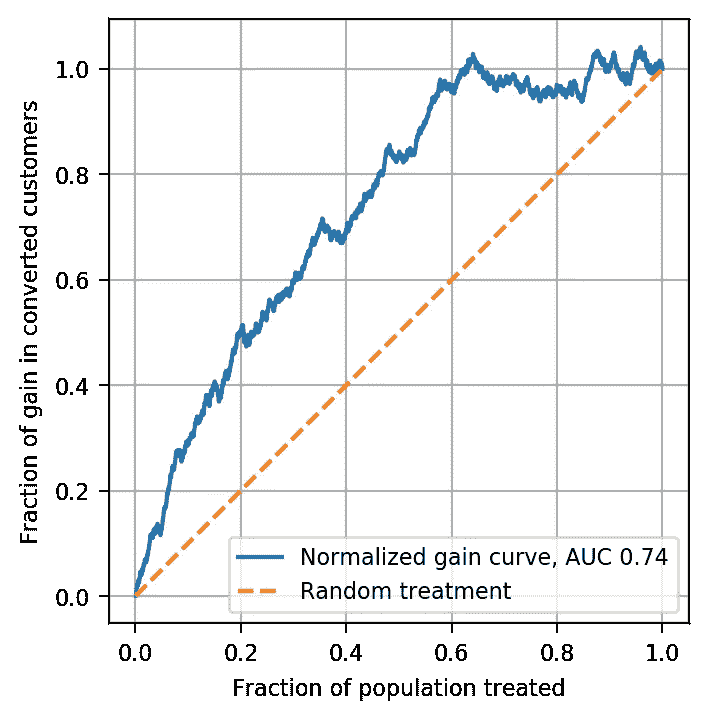 Fraction of gain in converted customers
1.0
0.8
0.6
0.4
0.2
0.0
Normalized gain curve, AUC 0.74
Random treatment
0.0 0.2 0.4 0.6 0.8 1.0
Fraction of population treated